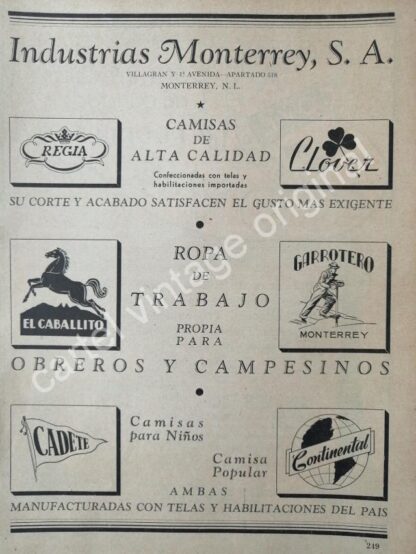 Industrias Monterrey, S. A.
VILLAGRAN Y 1ª AVENIDA—APARTADO 518
MONTERREY, N. L.
REGIA
CAMISAS
DE
ALTA CALIDAD
Confeccionadas con telas y
habilitaciones importadas
Clover
SU CORTE Y ACABADO SATISFACEN EL GUSTO MAS EXIGENTE
EL CABALLITO
ROPA
DE
TRABAJO
PROPIA
PARA
GARROTERO
MONTERREY
OBREROS Y CAMPESINOS
CADETE
Camisas
para Niños
Camisa
Popular
Continental
AMBAS
MANUFACTURADAS CON TELAS Y HABILITACIONES DEL PAIS
249
cartel vintage original